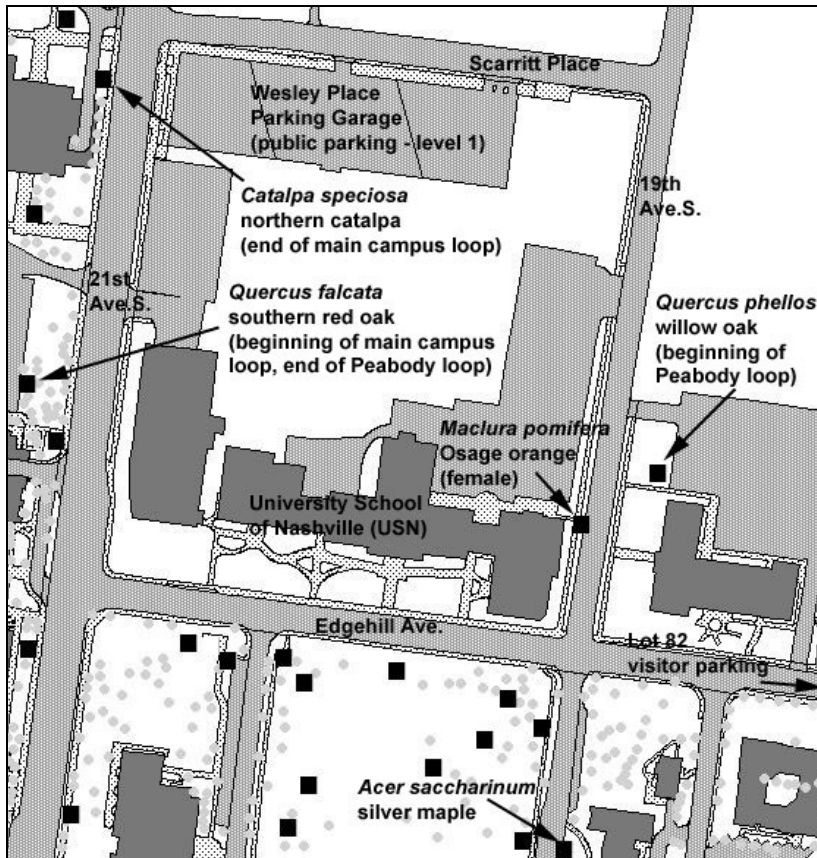 Scarritt Place
Wesley Place
Parking Garage
(public parking - level 1)
19th
Ave.S.
Catalpa speciosa
northern catalpa
(end of main campus loop)
21st
Ave.S.
Quercus falcata
southern red oak
(beginning of main campus
loop, end of Peabody loop)
Quercus phellos
willow oak
(beginning of
Peabody loop)
Maclura pomifera
Osage orange
(female)
University School
of Nashville (USN)
Edgehill Ave.
Lot 82
visitor parking
Acer saccharinum
silver maple